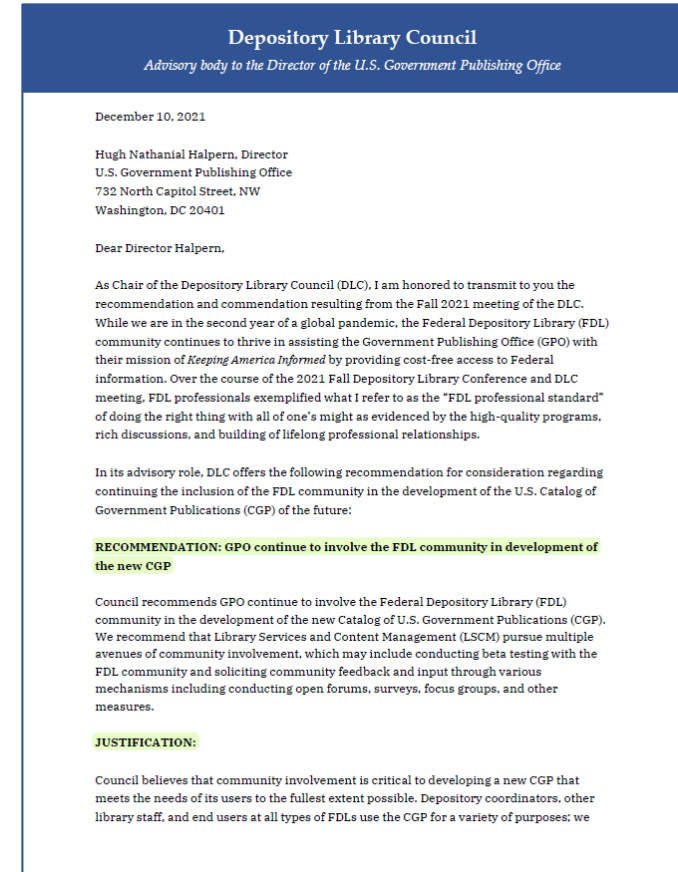 Depository Library Council
Advisory body to the Director of the U.S. Government Publishing Office
December 10, 2021
Hugh Nathanial Halpern, Director
U.S. Government Publishing Office
732 North Capitol Street, NW
Washington, DC 20401
Dear Director Halpern,
As Chair of the Depository Library Council (DLC), I am honored to transmit to you the
recommendation and commendation resulting from the Fall 2021 meeting of the DLC.
While we are in the second year of a global pandemic, the Federal Depository Library (FDL)
community continues to thrive in assisting the Government Publishing Office (GPO) with
their mission of Keeping America Informed by providing cost-free access to Federal
information. Over the course of the 2021 Fall Depository Library Conference and DLC
meeting, FDL professionals exemplified what I refer to as the “FDL professional standard”
of doing the right thing with all of one’s might as evidenced by the high-quality programs,
rich discussions, and building of lifelong professional relationships.
In its advisory role, DLC offers the following recommendation for consideration regarding
continuing the inclusion of the FDL community in the development of the U.S. Catalog of
Government Publications (CGP) of the future:
RECOMMENDATION: GPO continue to involve the FDL community in development of
the new CGP
Council recommends GPO continue to involve the Federal Depository Library (FDL)
community in the development of the new Catalog of U.S. Government Publications (CGP).
We recommend that Library Services and Content Management (LSCM) pursue multiple
avenues of community involvement, which may include conducting beta testing with the
FDL community and soliciting community feedback and input through various
mechanisms including conducting open forums, surveys, focus groups, and other
measures.
JUSTIFICATION:
Council believes that community involvement is critical to developing a new CGP that
meets the needs of its users to the fullest extent possible. Depository coordinators, other
library staff, and end users at all types of FDLs use the CGP for a variety of purposes; we